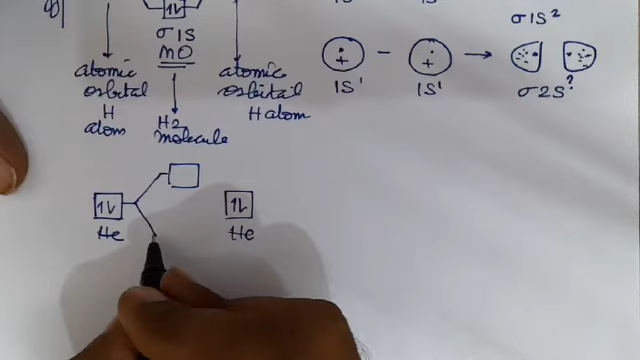 σ1S
MO
atomic
orbital
H
atom
H2
molecule
atomic
orbital
H atom
σ1S²
+ - + →
1S' 1S' σ2S?
1L 1L
He He